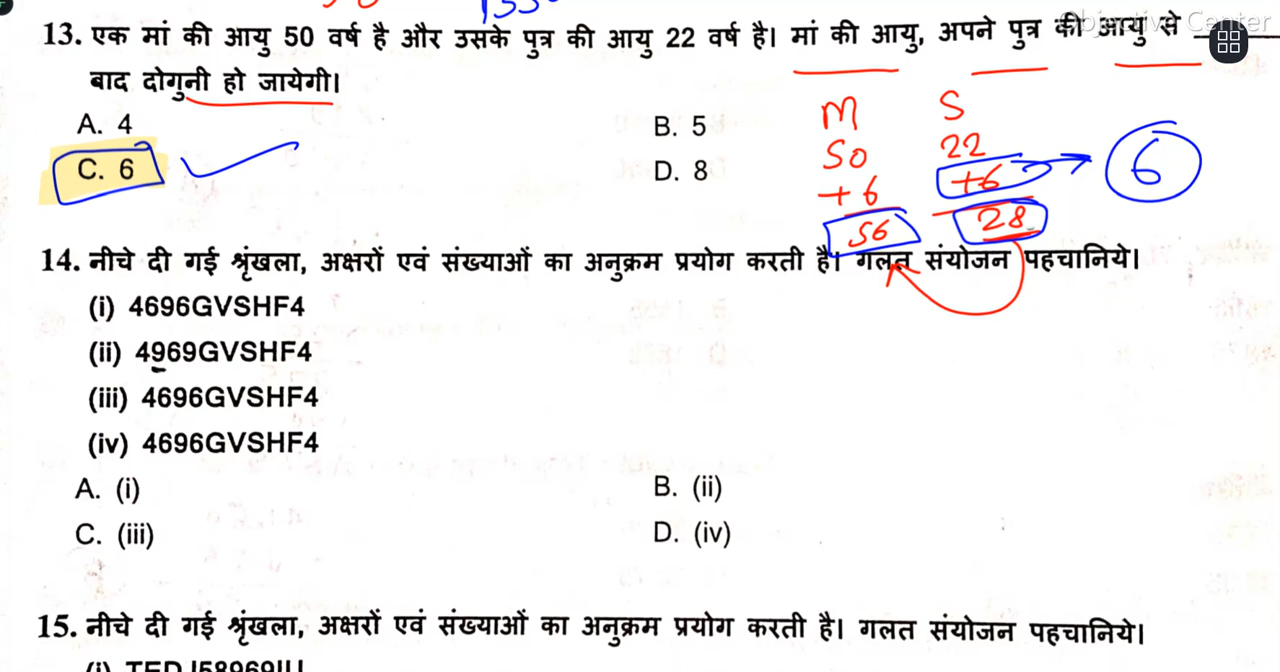 Objective Center
13. एक मां की आयु 50 वर्ष है और उसके पुत्र की आयु 22 वर्ष है। मां की आयु, अपने पुत्र की आयु से
बाद दोगुनी हो जायेगी।
A. 4
B. 5
C. 6
D. 8
M S
50 22
+6 +6 6
56 28
14. नीचे दी गई श्रृंखला, अक्षरों एवं संख्याओं का अनुक्रम प्रयोग करती है। गलत संयोजन पहचानिये।
(i) 4696GVSHF4
(ii) 4969GVSHF4
(iii) 4696GVSHF4
(iv) 4696GVSHF4
A. (i)
B. (ii)
C. (iii)
D. (iv)
15. नीचे दी गई श्रृंखला, अक्षरों एवं संख्याओं का अनुक्रम प्रयोग करती है। गलत संयोजन पहचानिये।